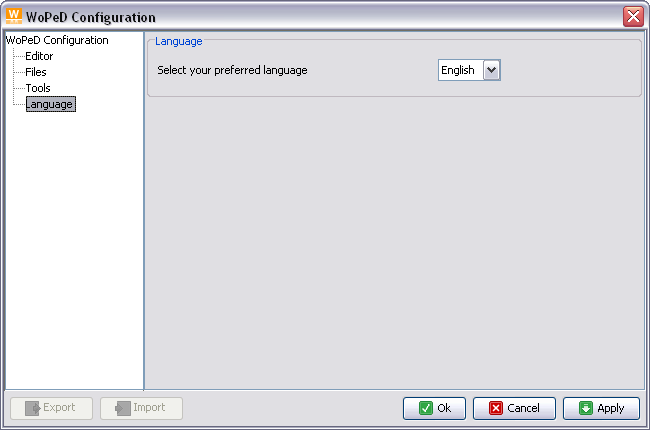 WoPeD Configuration
WoPeD Configuration
Editor
Files
Tools
Language
Language
Select your preferred language English
Export Import Ok Cancel Apply